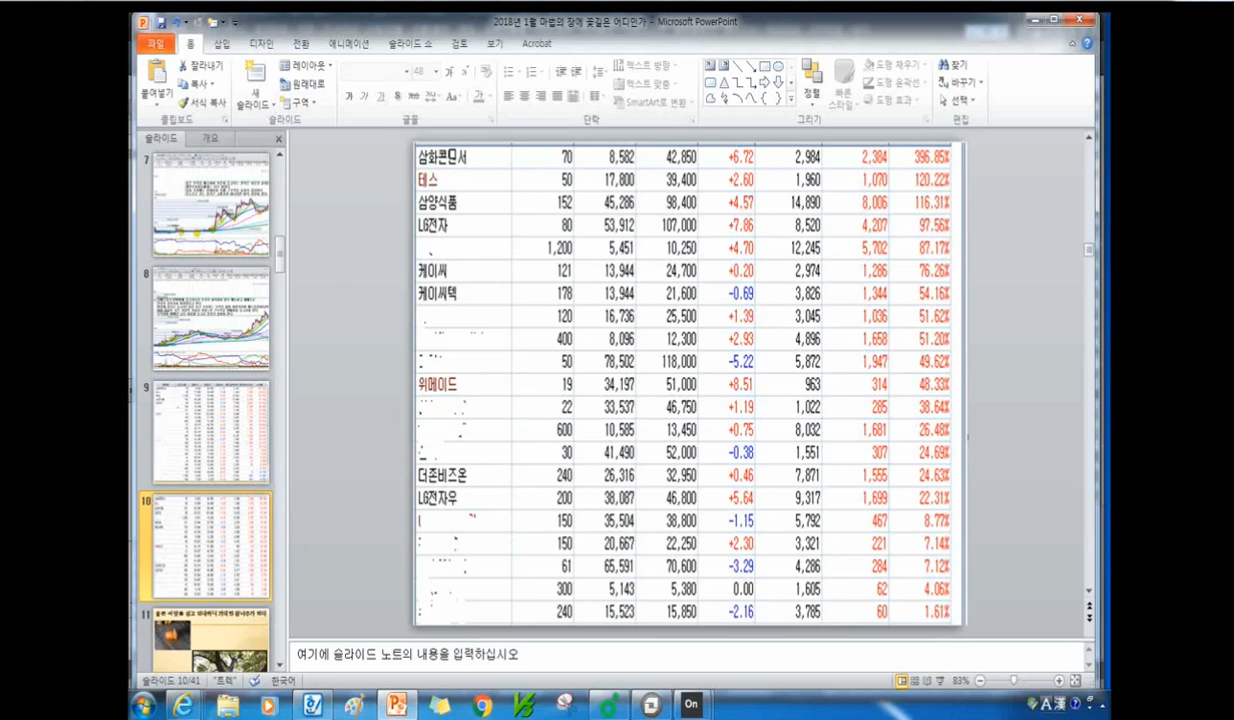 2018년 1월 마법의 장에 꽃길은 어디인가 - Microsoft PowerPoint
파일 홈 삽입 디자인 전환 애니메이션 슬라이드 쇼 검토 보기 Acrobat
붙여넣기 잘라내기 복사 서식 복사 클립보드
새 슬라이드 레이아웃 원래대로 구역 슬라이드
48 글꼴
텍스트 방향 텍스트 맞춤 SmartArt로 변환 단락
정렬 빠른 스타일 도형 채우기 도형 윤곽선 도형 효과 그리기
찾기 바꾸기 선택 편집
슬라이드 개요
7
8
9
10
11
삼화콘서 70 8,582 42,850 +6.72 2,984 2,384 396.85%
테스 50 17,800 39,400 +2.60 1,960 1,070 120.22%
삼양식품 152 45,286 98,400 +4.57 14,890 8,006 116.31%
LG전자 80 53,912 107,000 +7.86 8,520 4,207 97.56%
1,200 5,451 10,250 +4.70 12,245 5,702 87.17%
케이씨 121 13,944 24,700 +0.20 2,974 1,286 76.26%
케이씨텍 178 13,944 21,600 -0.69 3,826 1,344 54.16%
120 16,736 25,500 +1.39 3,045 1,036 51.62%
400 8,096 12,300 +2.93 4,896 1,658 51.20%
50 78,502 118,000 -5.22 5,872 1,947 49.62%
위메이드 19 34,197 51,000 +8.51 963 314 48.33%
22 33,537 46,750 +1.19 1,022 285 38.64%
600 10,585 13,450 +0.75 8,032 1,681 26.48%
30 41,490 52,000 -0.38 1,551 307 24.69%
더존비즈온 240 26,316 32,950 +0.46 7,871 1,555 24.63%
LG전자우 200 38,087 46,800 +5.64 9,317 1,699 22.31%
150 35,504 38,800 -1.15 5,792 467 8.77%
150 20,667 22,250 +2.30 3,321 221 7.14%
61 65,591 70,600 -3.29 4,286 284 7.12%
300 5,143 5,380 0.00 1,605 62 4.06%
240 15,523 15,850 -2.16 3,785 60 1.61%
여기에 슬라이드 노트의 내용을 입력하십시오
슬라이드 10/41 "트렉" 한국어 83%
On A 漢